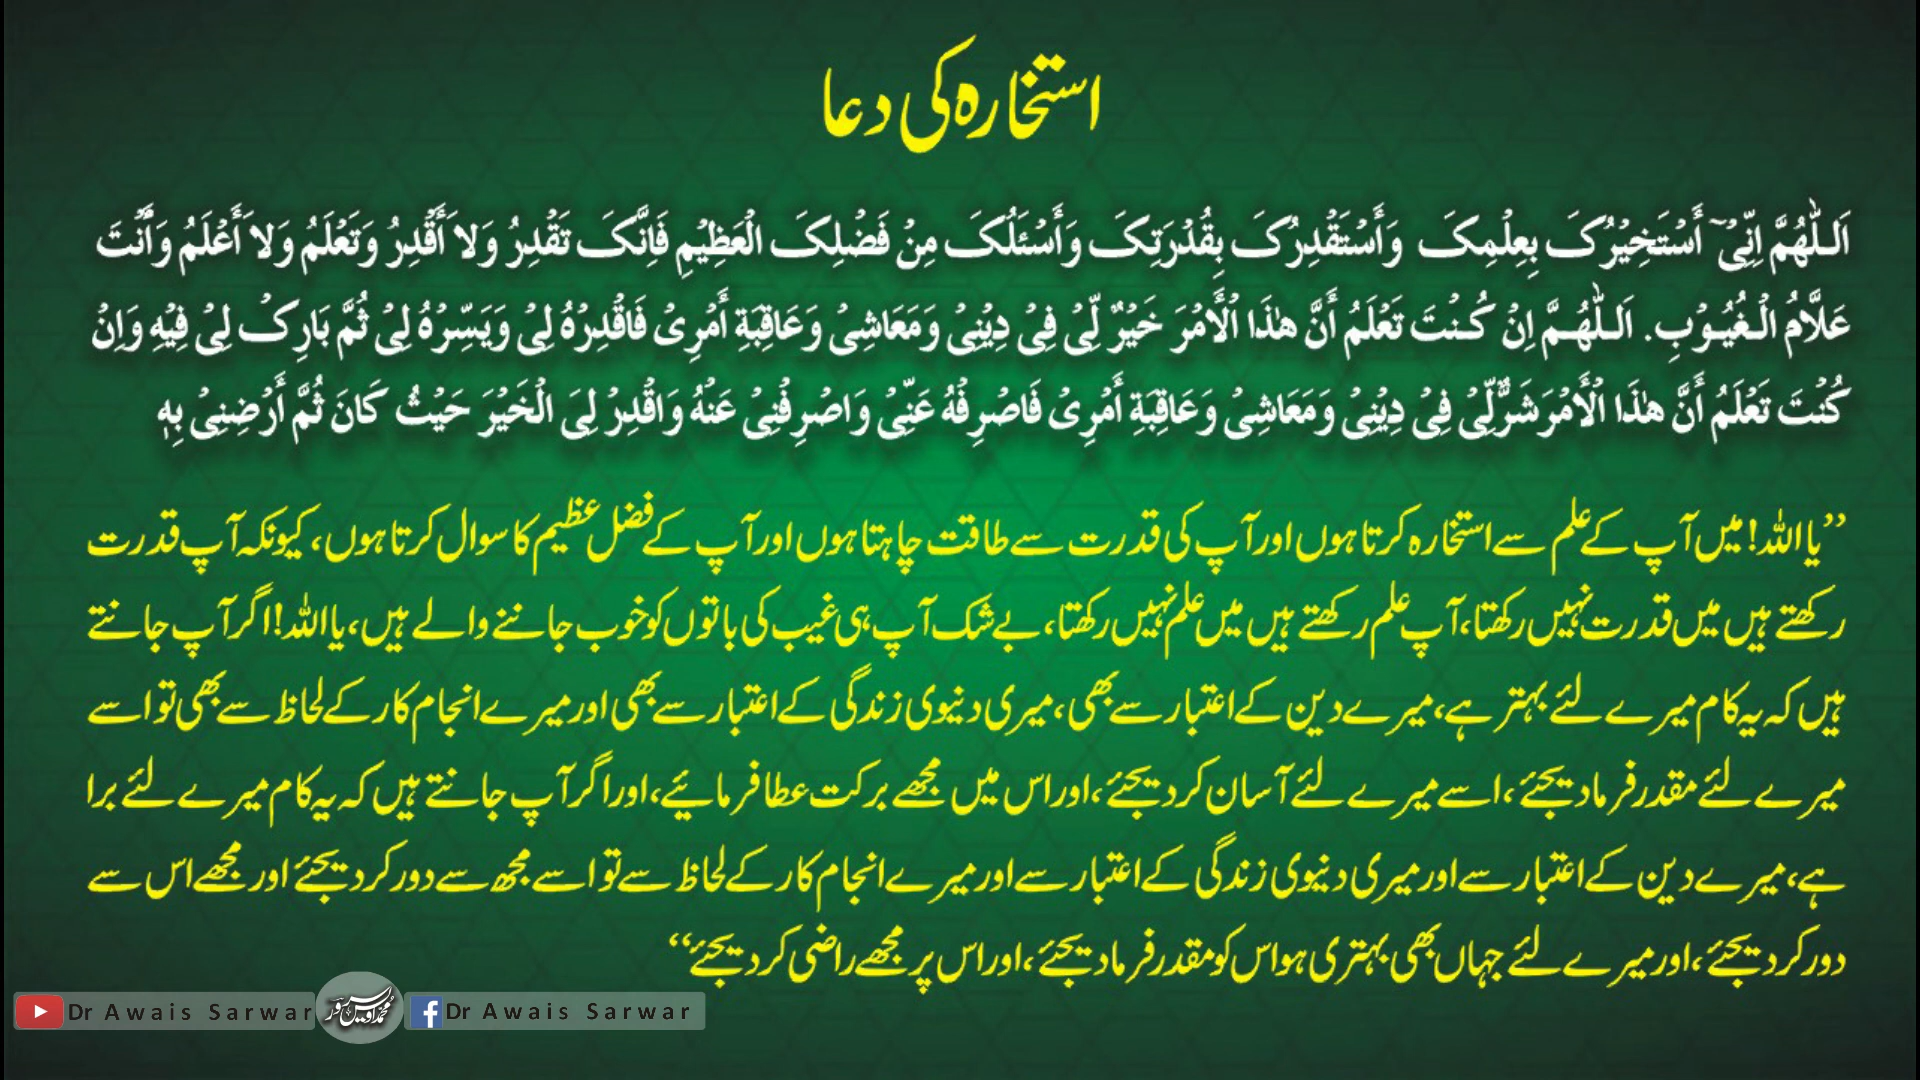 استخارہ کی دعا
اَللّٰهُمَّ اِنِّیْٓ أَسْتَخِیْرُکَ بِعِلْمِکَ وَأَسْتَقْدِرُکَ بِقُدْرَتِکَ وَأَسْئَلُکَ مِنْ فَضْلِکَ الْعَظِیْمِ فَاِنَّکَ تَقْدِرُ وَلاَ أَقْدِرُ وَتَعْلَمُ وَلاَ أَعْلَمُ وَأَنْتَ
عَلَّامُ الْغُیُوْبِ. اَللّٰهُمَّ اِنْ کُنْتَ تَعْلَمُ أَنَّ هٰذَا الْأَمْرَ خَیْرٌ لِّیْ فِیْ دِیْنِیْ وَمَعَاشِیْ وَعَاقِبَةِ أَمْرِیْ فَاقْدِرْهُ لِیْ وَیَسِّرْهُ لِیْ ثُمَّ بَارِکْ لِیْ فِیْهِ وَاِنْ
کُنْتَ تَعْلَمُ أَنَّ هٰذَا الْأَمْرَ شَرٌّ لِّیْ فِیْ دِیْنِیْ وَمَعَاشِیْ وَعَاقِبَةِ أَمْرِیْ فَاصْرِفْهُ عَنِّیْ وَاصْرِفْنِیْ عَنْهُ وَاقْدِرْ لِیَ الْخَیْرَ حَیْثُ کَانَ ثُمَّ أَرْضِنِیْ بِهٖ
’’یا اللہ! میں آپ کے علم سے استخارہ کرتا ہوں اور آپ کی قدرت سے طاقت چاہتا ہوں اور آپ کے فضل عظیم کا سوال کرتا ہوں، کیونکہ آپ قدرت
رکھتے ہیں میں قدرت نہیں رکھتا، آپ علم رکھتے ہیں میں علم نہیں رکھتا، بے شک آپ ہی غیب کی باتوں کو خوب جاننے والے ہیں، یا اللہ! اگر آپ جانتے
ہیں کہ یہ کام میرے لئے بہتر ہے، میرے دین کے اعتبار سے بھی، میری دنیوی زندگی کے اعتبار سے بھی اور میرے انجام کار کے لحاظ سے بھی تو اسے
میرے لئے مقدر فرما دیجئے، اسے میرے لئے آسان کر دیجئے، اور اس میں مجھے برکت عطا فرمائیے، اور اگر آپ جانتے ہیں کہ یہ کام میرے لئے برا
ہے، میرے دین کے اعتبار سے اور میری دنیوی زندگی کے اعتبار سے اور میرے انجام کار کے لحاظ سے تو اسے مجھ سے دور کر دیجئے اور مجھے اس سے
دور کر دیجئے، اور میرے لئے جہاں بھی بہتری ہو اس کو مقدر فرما دیجئے، اور اس پر مجھے راضی کر دیجئے‘‘
Dr Awais Sarwar محمد اویس سرور Dr Awais Sarwar